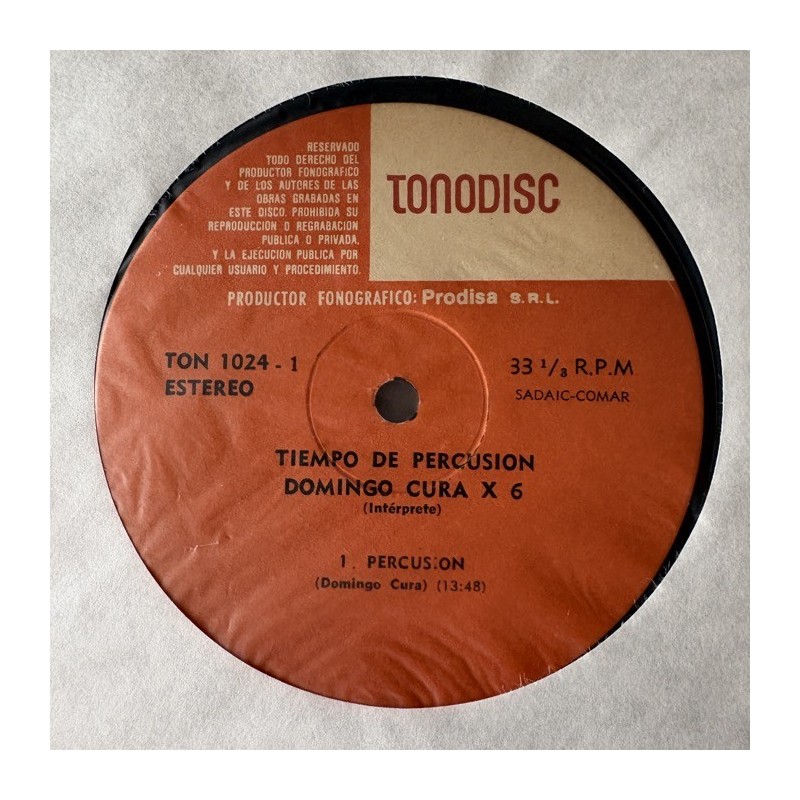 RESERVADO
TODO DERECHO DEL
PRODUCTOR FONOGRAFICO
Y DE LOS AUTORES DE LAS
OBRAS GRABADAS EN
ESTE DISCO. PROHIBIDA SU
REPRODUCCION O REGRABACION
PUBLICA O PRIVADA.
Y LA EJECUCION PUBLICA POR
CUALQUIER USUARIO Y PROCEDIMIENTO.
TONODISC
PRODUCTOR FONOGRAFICO: Prodisa S.R.L.
TON 1024 - 1
ESTEREO
33 1/3 R.P.M
SADAIC-COMAR
TIEMPO DE PERCUSION
DOMINGO CURA X 6
(Intérprete)
1. PERCUSION
(Domingo Cura) (13:48)